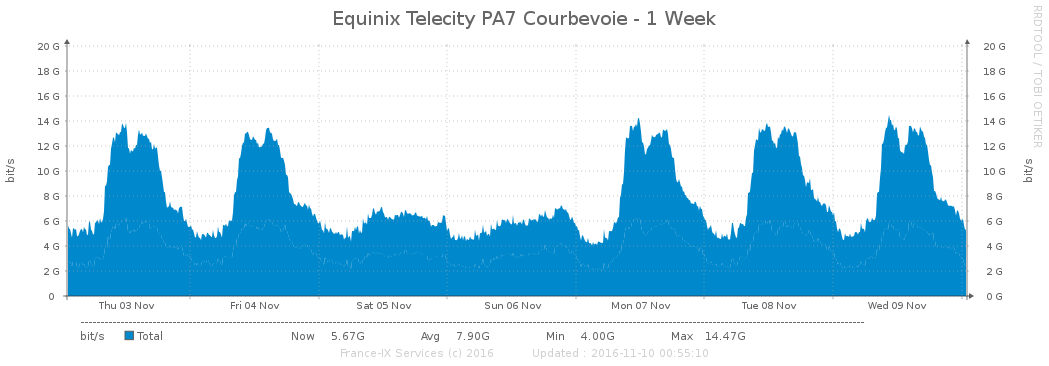 Equinix Telecity PA7 Courbevoie - 1 Week
RRDTOOL / TOBI OETIKER
bit/s
20 G
18 G
16 G
14 G
12 G
10 G
8 G
6 G
4 G
2 G
0
20 G
18 G
16 G
14 G
12 G
10 G
8 G
6 G
4 G
2 G
0 G
bit/s
Thu 03 Nov Fri 04 Nov Sat 05 Nov Sun 06 Nov Mon 07 Nov Tue 08 Nov Wed 09 Nov
bit/s Total Now 5.67G Avg 7.90G Min 4.00G Max 14.47G
France-IX Services (c) 2016 Updated : 2016-11-10 00:55:10